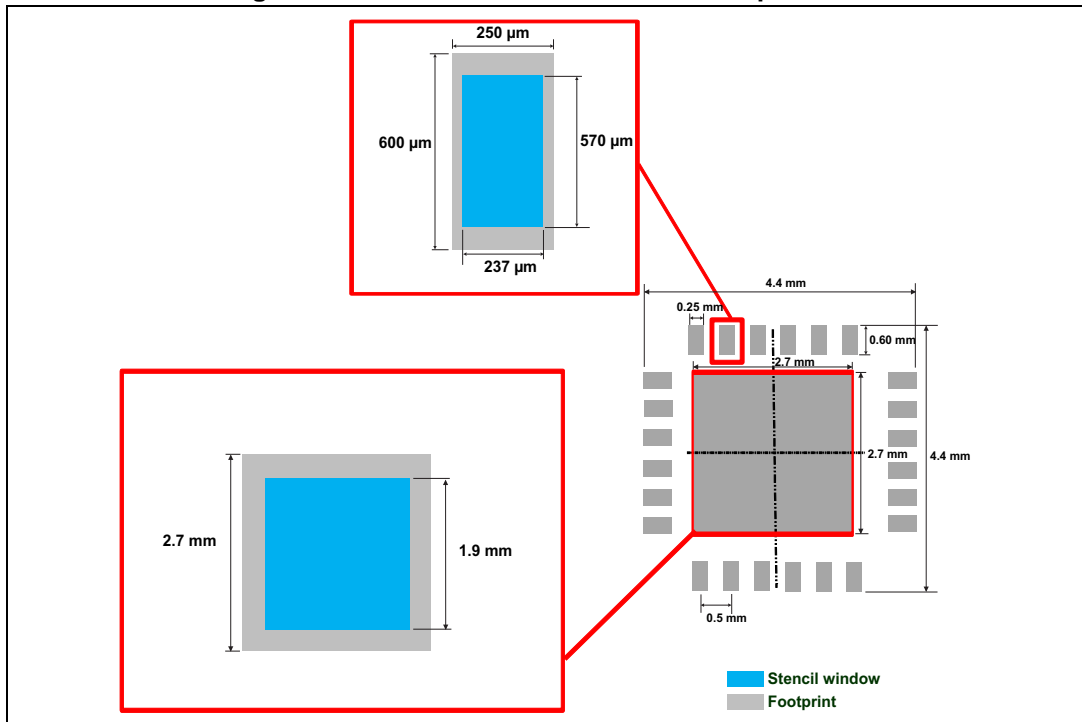 250 µm
600 µm
570 µm
237 µm
4.4 mm
0.25 mm
0.60 mm
2.7 mm
2.7 mm
4.4 mm
2.7 mm
1.9 mm
0.5 mm
Stencil window
Footprint